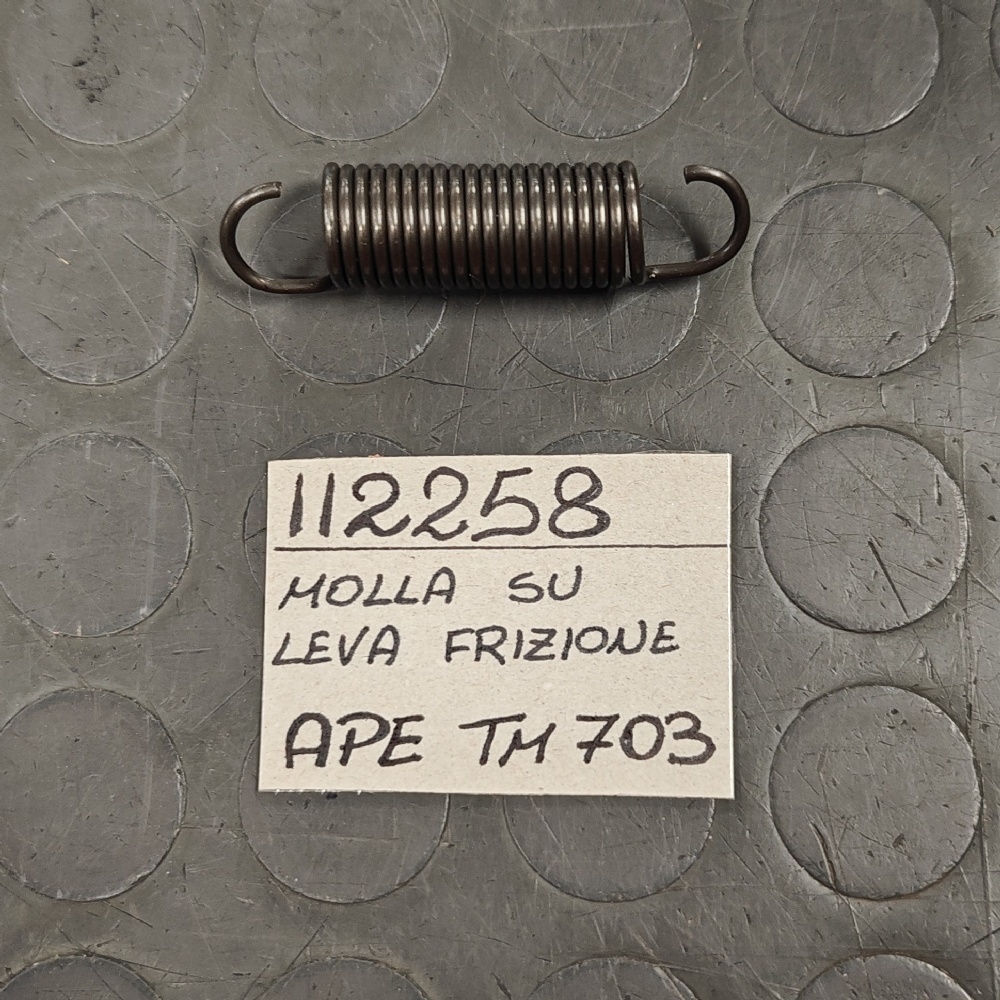 112258
MOLLA SU
LEVA FRIZIONE
APE TM 703